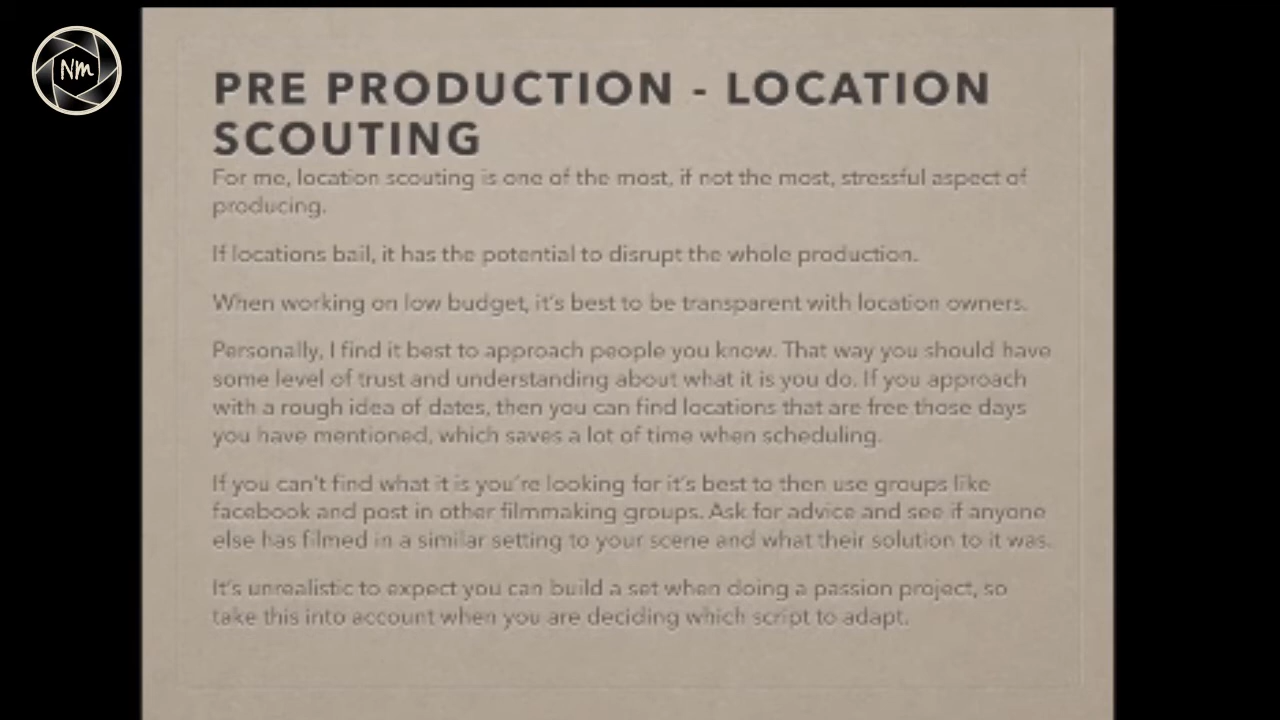 Nm
PRE PRODUCTION - LOCATION
SCOUTING
For me, location scouting is one of the most, if not the most, stressful aspect of
producing.
If locations bail, it has the potential to disrupt the whole production.
When working on low budget, it's best to be transparent with location owners.
Personally, I find it best to approach people you know. That way you should have
some level of trust and understanding about what it is you do. If you approach
with a rough idea of dates, then you can find locations that are free those days
you have mentioned, which saves a lot of time when scheduling.
If you can't find what it is you're looking for it's best to then use groups like
facebook and post in other filmmaking groups. Ask for advice and see if anyone
else has filmed in a similar setting to your scene and what their solution to it was.
It's unrealistic to expect you can build a set when doing a passion project, so
take this into account when you are deciding which script to adapt.